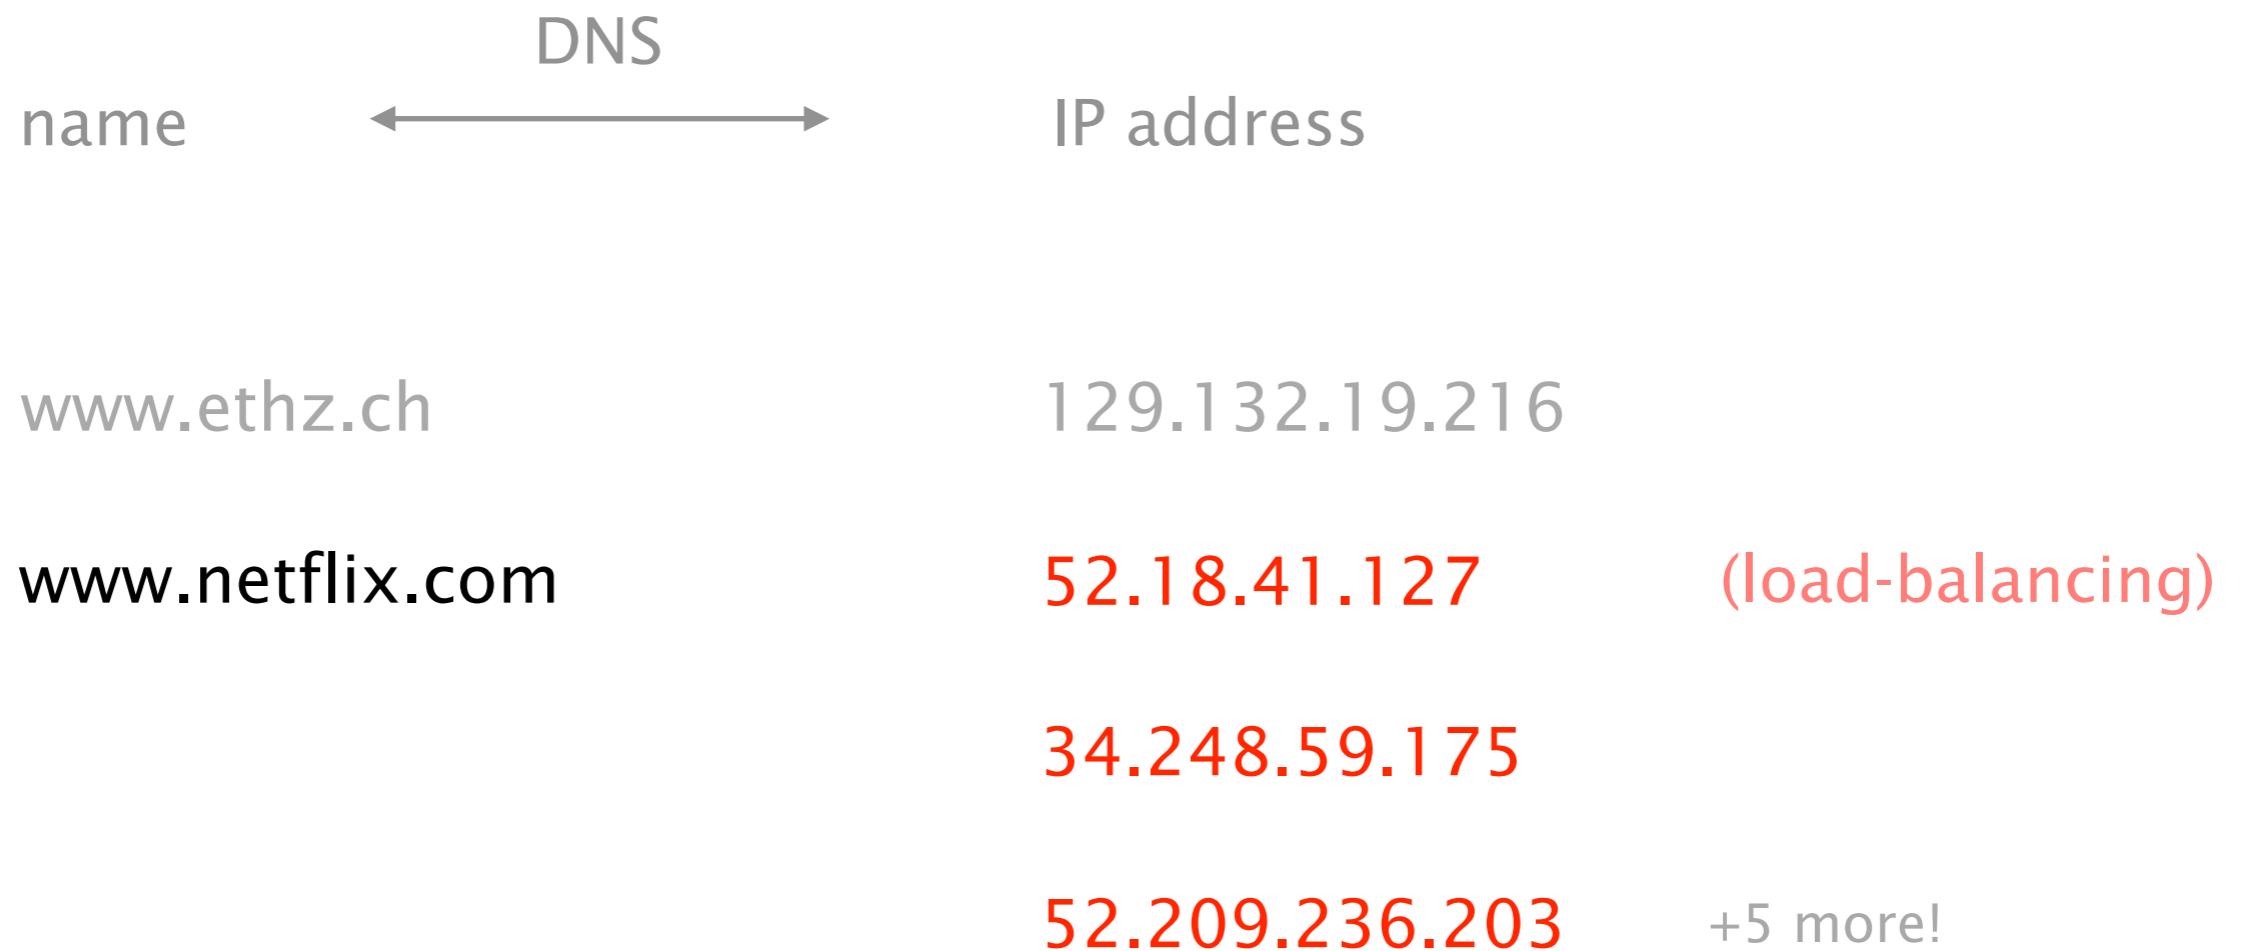 DNS
name IP address
www.ethz.ch 129.132.19.216
www.netflix.com 52.18.41.127 (load-balancing)
34.248.59.175
52.209.236.203 +5 more!